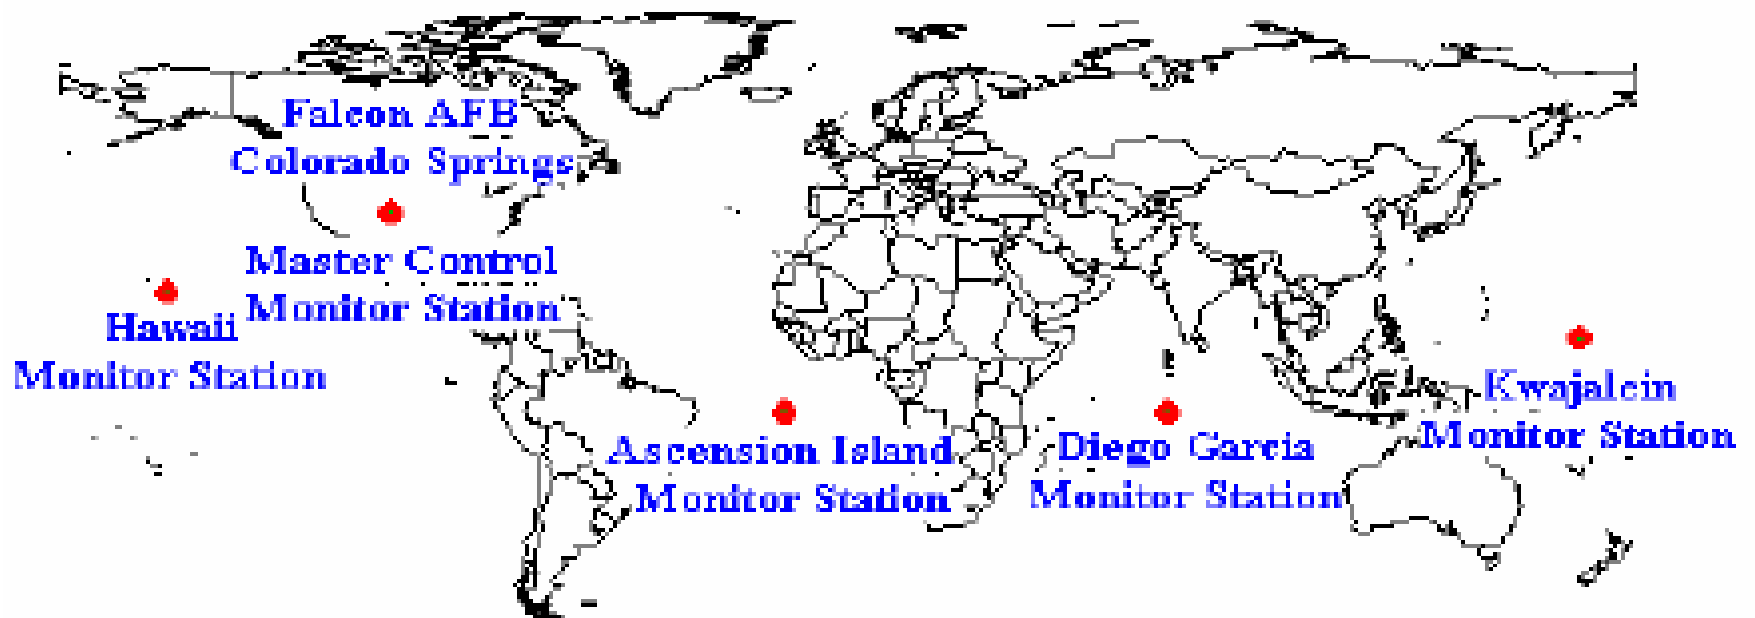 Falcon AFB
Colorado Springs
Master Control
Monitor Station
Hawaii
Monitor Station
Ascension Island
Monitor Station
Diego Garcia
Monitor Station
Kwajalein
Monitor Station